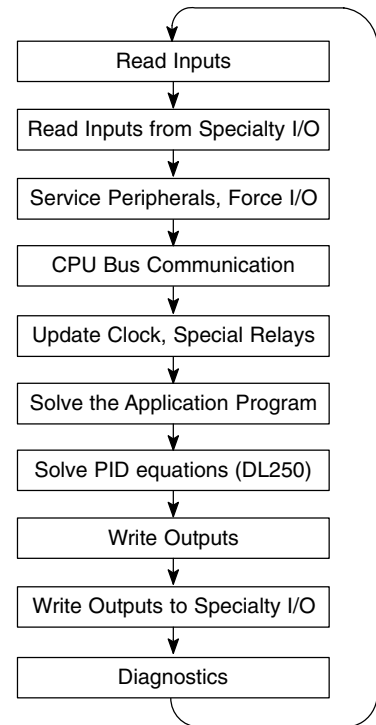 Read Inputs
Read Inputs from Specialty I/O
Service Peripherals, Force I/O
CPU Bus Communication
Update Clock, Special Relays
Solve the Application Program
Solve PID equations (DL250)
Write Outputs
Write Outputs to Specialty I/O
Diagnostics